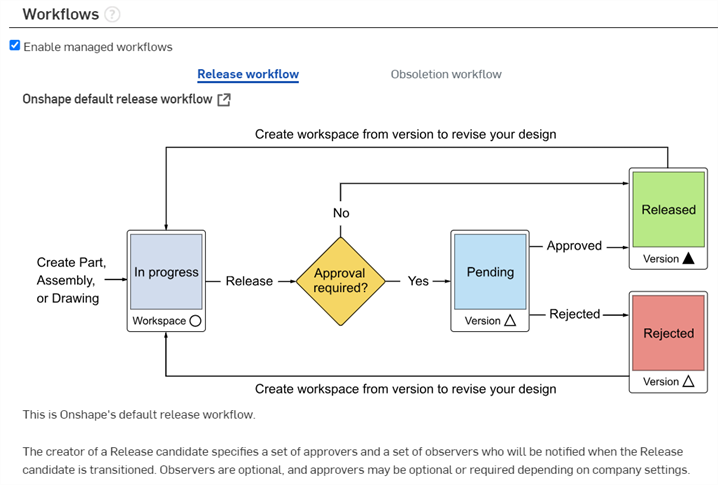 Workflows ?
Enable managed workflows
Release workflow
Obsoletion workflow
Onshape default release workflow
Create workspace from version to revise your design
No
Released
Version
Create Part,
Assembly,
or Drawing
In progress
Workspace
Release
Approval
required?
Yes
Pending
Version
Approved
Rejected
Rejected
Version
Create workspace from version to revise your design
This is Onshape's default release workflow.
The creator of a Release candidate specifies a set of approvers and a set of observers who will be notified when the Release
candidate is transitioned. Observers are optional, and approvers may be optional or required depending on company settings.